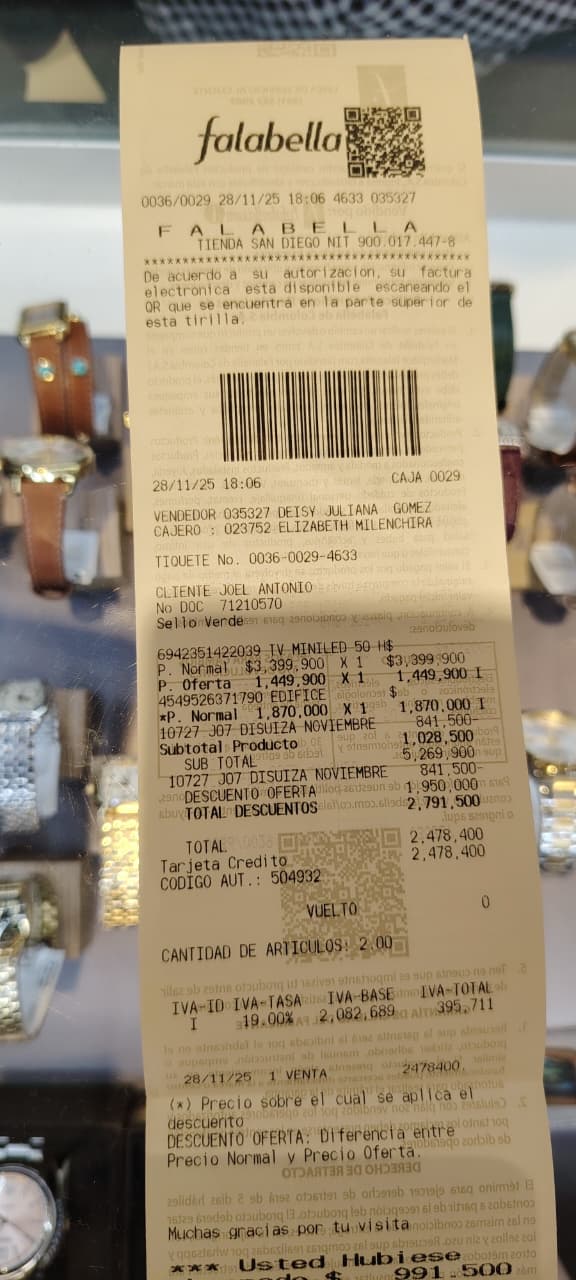 falabella
0036/0029 28/11/25 18:06 4633 035327
F A L A B E L L A
TIENDA SAN DIEGO NIT 900.017.447-8
****************************************
De acuerdo a su autorizacion, su factura
electronica esta disponible escaneando el
QR que se encuentra en la parte superior de
esta tirilla.
28/11/25 18:06 CAJA 0029
VENDEDOR 035327 DEISY JULIANA GOMEZ
CAJERO : 023752 ELIZABETH MILENCHIRA
TIQUETE No. 0036-0029-4633
CLIENTE JOEL ANTONIO
No DOC 71210570
Sello Verde
6942351422039 TV MINILED 50 H$
P. Normal $3,399,900 X 1 $3,399,900
P. Oferta 1,449,900 X 1 1,449,900 I
4549526371790 EDIFICE $
*P. Normal 1,870,000 X 1 1,870,000 I
10727 J07 DISUIZA NOVIEMBRE 841,500-
Subtotal Producto 1,028,500
SUB TOTAL 5,269,900
10727 J07 DISUIZA NOVIEMBRE 841,500-
DESCUENTO OFERTA 1,950,000
TOTAL DESCUENTOS 2,791,500
TOTAL 2,478,400
Tarjeta Credito 2,478,400
CODIGO AUT.: 504932
VUELTO 0
CANTIDAD DE ARTICULOS: 2.00
IVA-ID IVA-TASA IVA-BASE IVA-TOTAL
I 19.00% 2,082,689 395,711
28/11/25 1 VENTA 2478400.
(*) Precio sobre el cual se aplica el
descuento
DESCUENTO OFERTA: Diferencia entre
Precio Normal y Precio Oferta.
Muchas gracias por tu visita
*** Usted Hubiese
$ 991.500